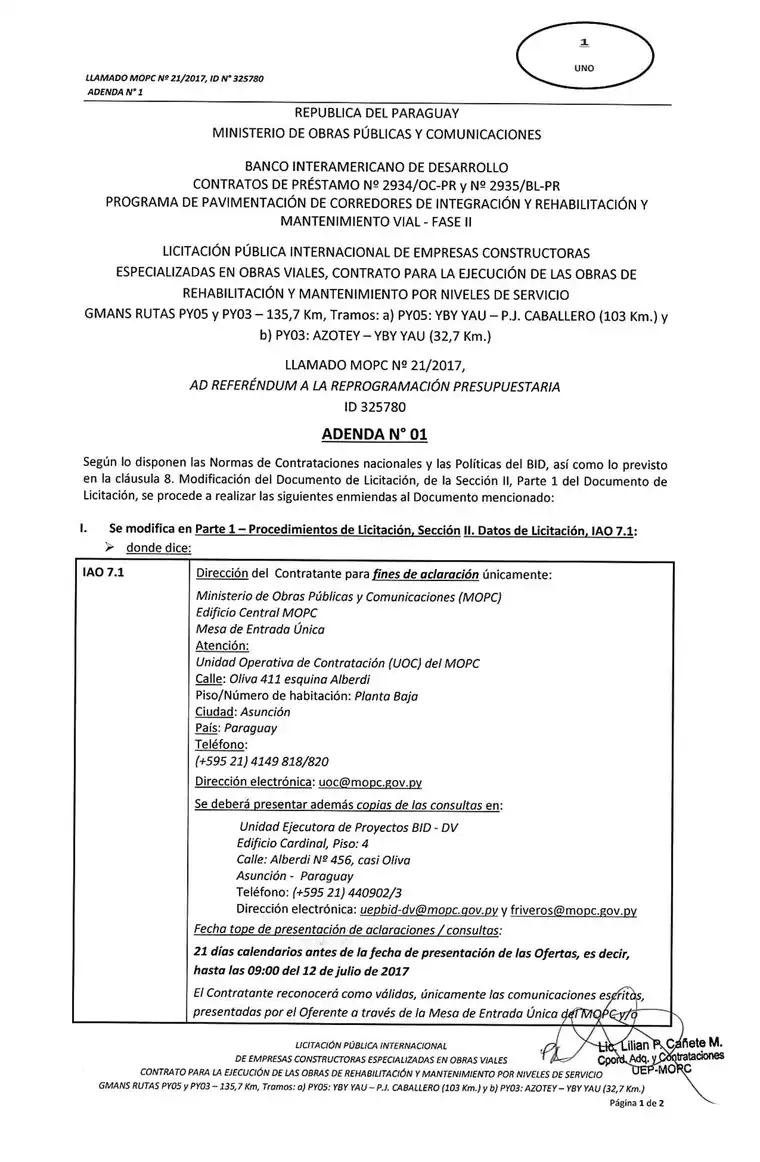 1
UNO
LLAMADO MOPC Nº 21/2017, ID N° 325780
ADENDA N° 1
REPUBLICA DEL PARAGUAY
MINISTERIO DE OBRAS PÚBLICAS Y COMUNICACIONES
BANCO INTERAMERICANO DE DESARROLLO
CONTRATOS DE PRÉSTAMO Nº 2934/OC-PR y Nº 2935/BL-PR
PROGRAMA DE PAVIMENTACIÓN DE CORREDORES DE INTEGRACIÓN Y REHABILITACIÓN Y
MANTENIMIENTO VIAL - FASE II
LICITACIÓN PÚBLICA INTERNACIONAL DE EMPRESAS CONSTRUCTORAS
ESPECIALIZADAS EN OBRAS VIALES, CONTRATO PARA LA EJECUCIÓN DE LAS OBRAS DE
REHABILITACIÓN Y MANTENIMIENTO POR NIVELES DE SERVICIO
GMANS RUTAS PY05 y PY03 – 135,7 Km, Tramos: a) PY05: YBY YAU – P.J. CABALLERO (103 Km.) y
b) PY03: AZOTEY – YBY YAU (32,7 Km.)
LLAMADO MOPC Nº 21/2017,
AD REFERÉNDUM A LA REPROGRAMACIÓN PRESUPUESTARIA
ID 325780
ADENDA N° 01
Según lo disponen las Normas de Contrataciones nacionales y las Políticas del BID, así como lo previsto
en la cláusula 8. Modificación del Documento de Licitación, de la Sección II, Parte 1 del Documento de
Licitación, se procede a realizar las siguientes enmiendas al Documento mencionado:
I. Se modifica en Parte 1 – Procedimientos de Licitación, Sección II. Datos de Licitación, IAO 7.1:
➢ donde dice:
IAO 7.1 Dirección del Contratante para fines de aclaración únicamente:
Ministerio de Obras Públicas y Comunicaciones (MOPC)
Edificio Central MOPC
Mesa de Entrada Única
Atención:
Unidad Operativa de Contratación (UOC) del MOPC
Calle: Oliva 411 esquina Alberdi
Piso/Número de habitación: Planta Baja
Ciudad: Asunción
País: Paraguay
Teléfono:
(+595 21) 4149 818/820
Dirección electrónica: uoc@mopc.gov.py
Se deberá presentar además copias de las consultas en:
Unidad Ejecutora de Proyectos BID - DV
Edificio Cardinal, Piso: 4
Calle: Alberdi Nº 456, casi Oliva
Asunción - Paraguay
Teléfono: (+595 21) 440902/3
Dirección electrónica: uepbid-dv@mopc.gov.py y friveros@mopc.gov.py
Fecha tope de presentación de aclaraciones / consultas:
21 días calendarios antes de la fecha de presentación de las Ofertas, es decir,
hasta las 09:00 del 12 de julio de 2017
El Contratante reconocerá como válidas, únicamente las comunicaciones escritas,
presentadas por el Oferente a través de la Mesa de Entrada Única del MOPC y/o
Lic. Lilian P. Cañete M.
Coord. Adq. y Contrataciones
UEP-MOPC
LICITACIÓN PÚBLICA INTERNACIONAL
DE EMPRESAS CONSTRUCTORAS ESPECIALIZADAS EN OBRAS VIALES
CONTRATO PARA LA EJECUCIÓN DE LAS OBRAS DE REHABILITACIÓN Y MANTENIMIENTO POR NIVELES DE SERVICIO
GMANS RUTAS PY05 y PY03 – 135,7 Km, Tramos: a) PY05: YBY YAU – P.J. CABALLERO (103 Km.) y b) PY03: AZOTEY – YBY YAU (32,7 Km.)
Página 1 de 2